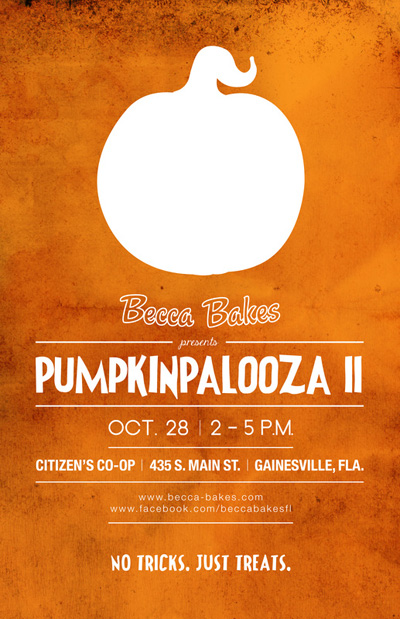 Becca Bakes
presents
PUMPKINPALOOZA II
OCT. 28 | 2 - 5 P.M.
CITIZEN'S CO-OP | 435 S. MAIN ST. | GAINESVILLE, FLA.
www.becca-bakes.com
www.facebook.com/beccabakesfl
NO TRICKS. JUST TREATS.